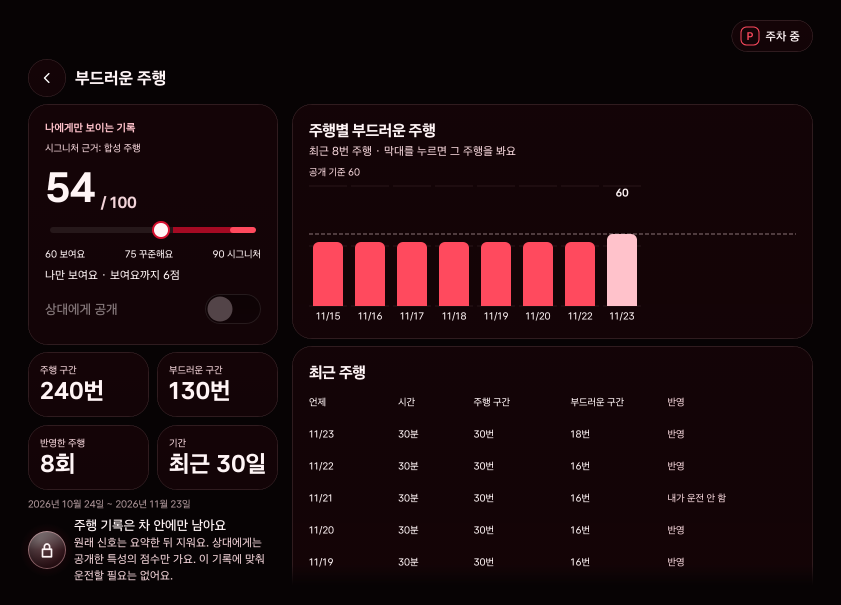 P 주차 중
부드러운 주행
나에게만 보이는 기록
시그니처 근거: 합성 주행
54 / 100
60 보여요 75 꾸준해요 90 시그니처
나만 보여요 · 보여요까지 6점
상대에게 공개
주행 구간
240번
부드러운 구간
130번
반영한 주행
8회
기간
최근 30일
2026년 10월 24일 ~ 2026년 11월 23일
주행 기록은 차 안에만 남아요
원래 신호는 요약한 뒤 지워요. 상대에게는
공개한 특성의 점수만 가요. 이 기록에 맞춰
운전할 필요는 없어요.
주행별 부드러운 주행
최근 8번 주행 · 막대를 누르면 그 주행을 봐요
공개 기준 60
60
11/15 11/16 11/17 11/18 11/19 11/20 11/22 11/23
최근 주행
언제 시간 주행 구간 부드러운 구간 반영
11/23 30분 30번 18번 반영
11/22 30분 30번 16번 반영
11/21 30분 30번 16번 내가 운전 안 함
11/20 30분 30번 16번 반영
11/19 30분 30번 16번 반영